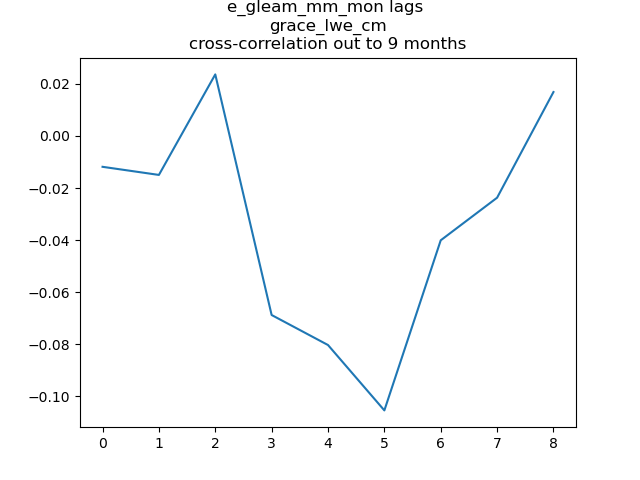 e_gleam_mm_mon lags
grace_lwe_cm
cross-correlation out to 9 months
0.02
0.00
−0.02
−0.04
−0.06
−0.08
−0.10
0 1 2 3 4 5 6 7 8